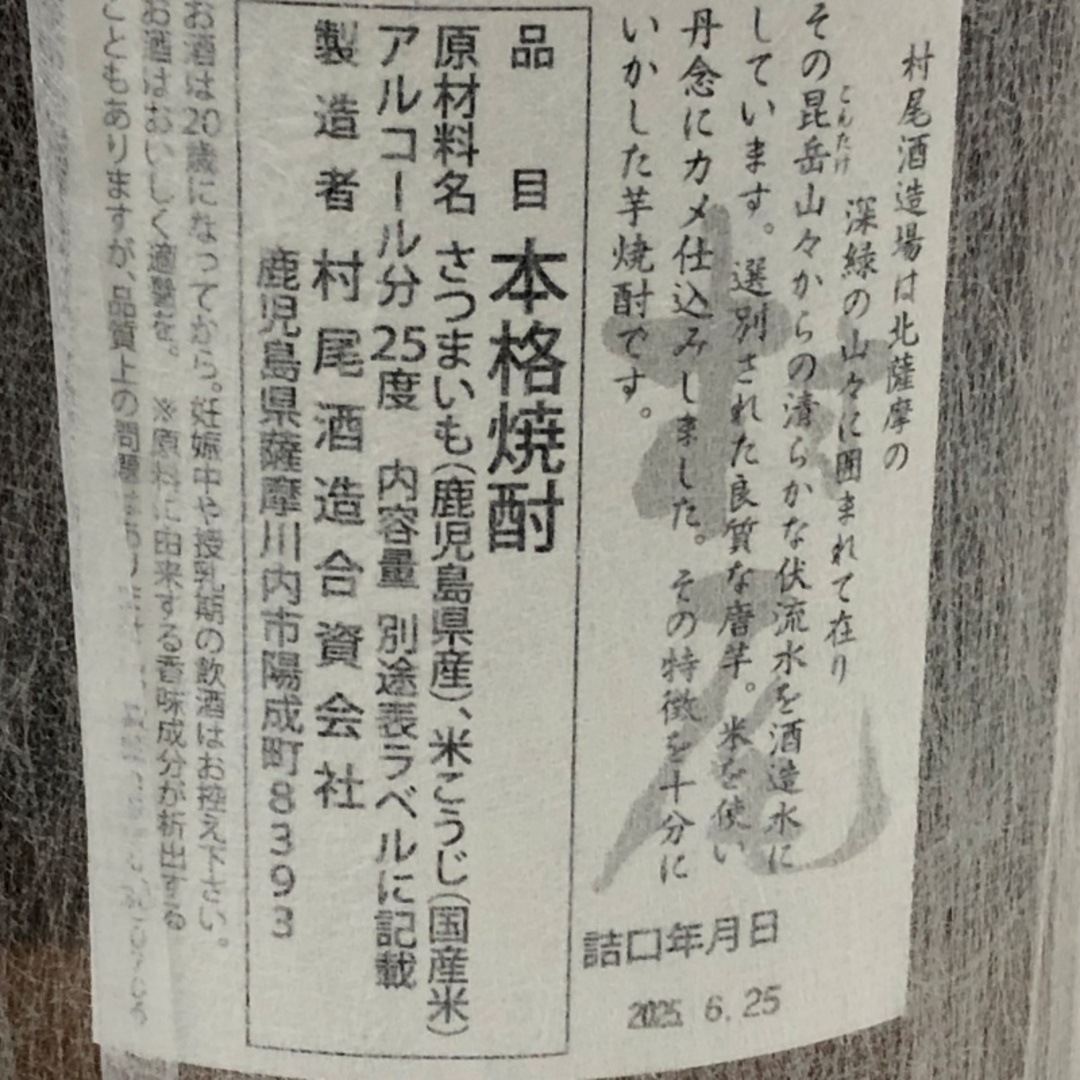 村尾酒造場は北薩摩の
深緑の山々に囲まれて在り
その昆岳山々からの清らかな伏流水を酒造水に
こんたけ
しています。選別された良質な唐芋。米を使い
丹念にカメ仕込みしました。その特徴を十分に
いかした芋焼酎です。
村尾
詰口年月日
2025. 6. 25
品目 本格焼酎
原材料名 さつまいも(鹿児島県産)、米こうじ(国産米)
アルコール分25度 内容量 別途表ラベルに記載
製造者 村尾酒造合資会社
鹿児島県薩摩川内市陽成町8393
お酒は20歳になってから。妊娠中や授乳期の飲酒はお控え下さい。
お酒はおいしく適量を。 ※原料に由来する香味成分が析出する
こともありますが、品質上の問題